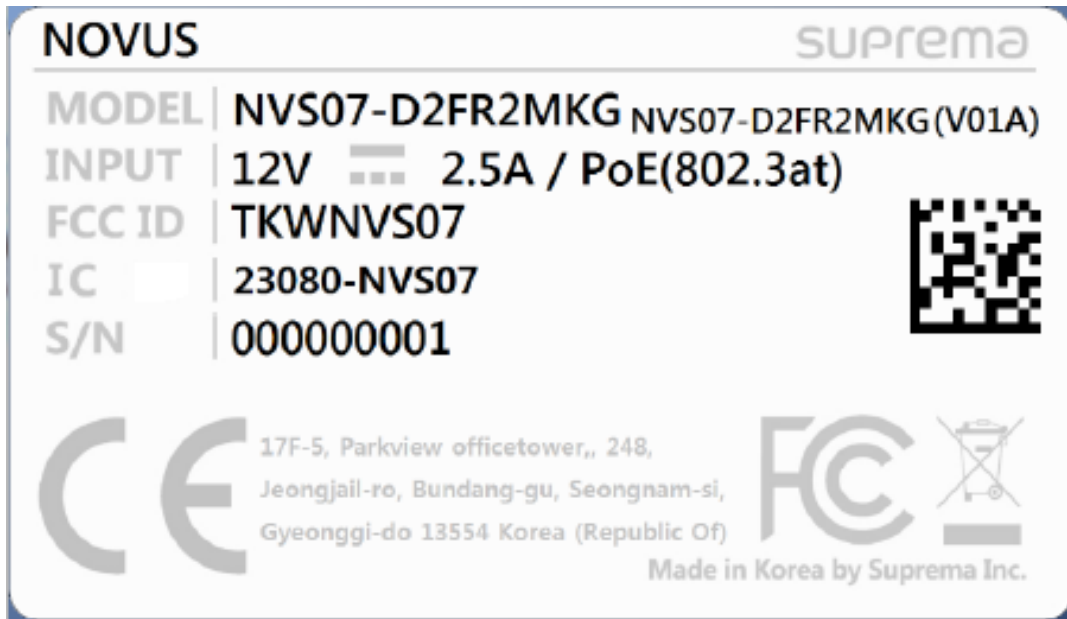 NOVUS suprema
MODEL NVS07-D2FR2MKG NVS07-D2FR2MKG(V01A)
INPUT 12V 2.5A / PoE(802.3at)
FCC ID TKWNVS07
IC 23080-NVS07
S/N 000000001
CE
17F-5, Parkview officetower,, 248,
Jeongjail-ro, Bundang-gu, Seongnam-si,
Gyeonggi-do 13554 Korea (Republic Of)
FC
Made in Korea by Suprema Inc.